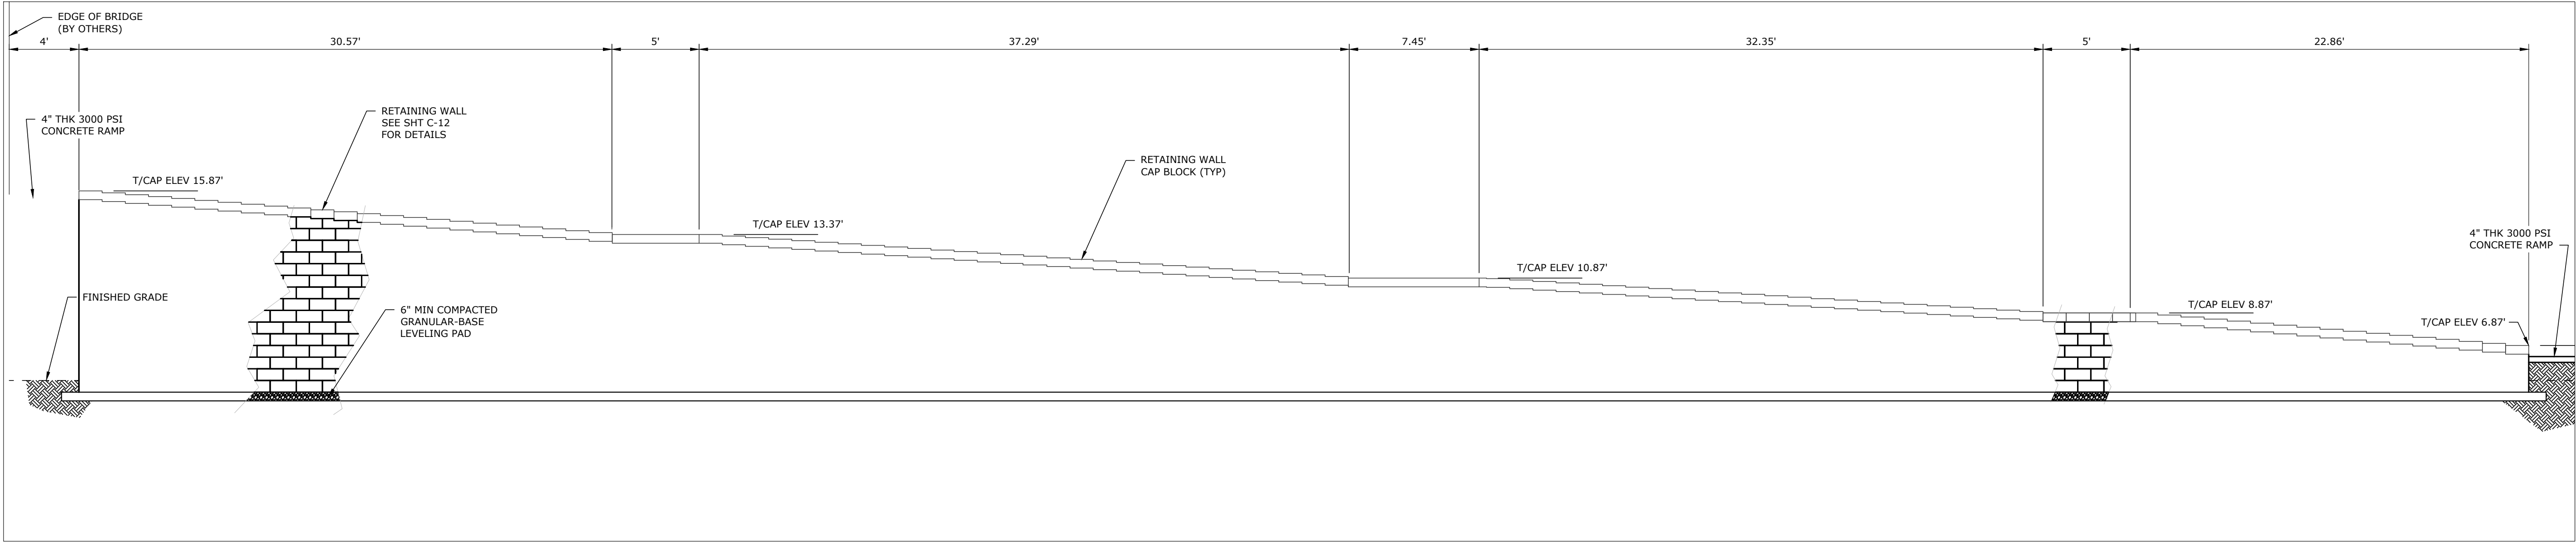 EDGE OF BRIDGE
(BY OTHERS)
4'
30.57'
5'
37.29'
7.45'
32.35'
5'
22.86'
4" THK 3000 PSI
CONCRETE RAMP
RETAINING WALL
SEE SHT C-12
FOR DETAILS
RETAINING WALL
CAP BLOCK (TYP)
T/CAP ELEV 15.87'
T/CAP ELEV 13.37'
T/CAP ELEV 10.87'
T/CAP ELEV 8.87'
T/CAP ELEV 6.87'
4" THK 3000 PSI
CONCRETE RAMP
FINISHED GRADE
6" MIN COMPACTED
GRANULAR-BASE
LEVELING PAD